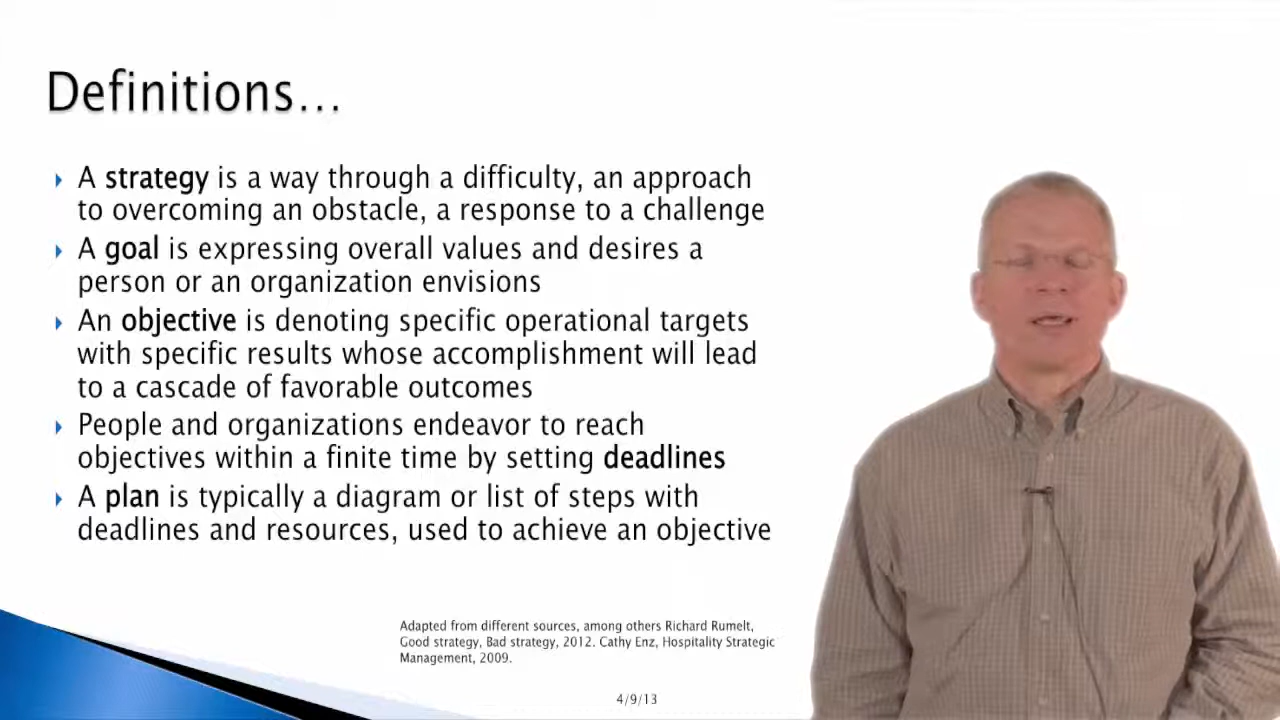 Definitions…
A strategy is a way through a difficulty, an approach
to overcoming an obstacle, a response to a challenge
A goal is expressing overall values and desires a
person or an organization envisions
An objective is denoting specific operational targets
with specific results whose accomplishment will lead
to a cascade of favorable outcomes
People and organizations endeavor to reach
objectives within a finite time by setting deadlines
A plan is typically a diagram or list of steps with
deadlines and resources, used to achieve an objective
Adapted from different sources, among others Richard Rumelt,
Good strategy, Bad strategy, 2012. Cathy Enz, Hospitality Strategic
Management, 2009.
4/9/13